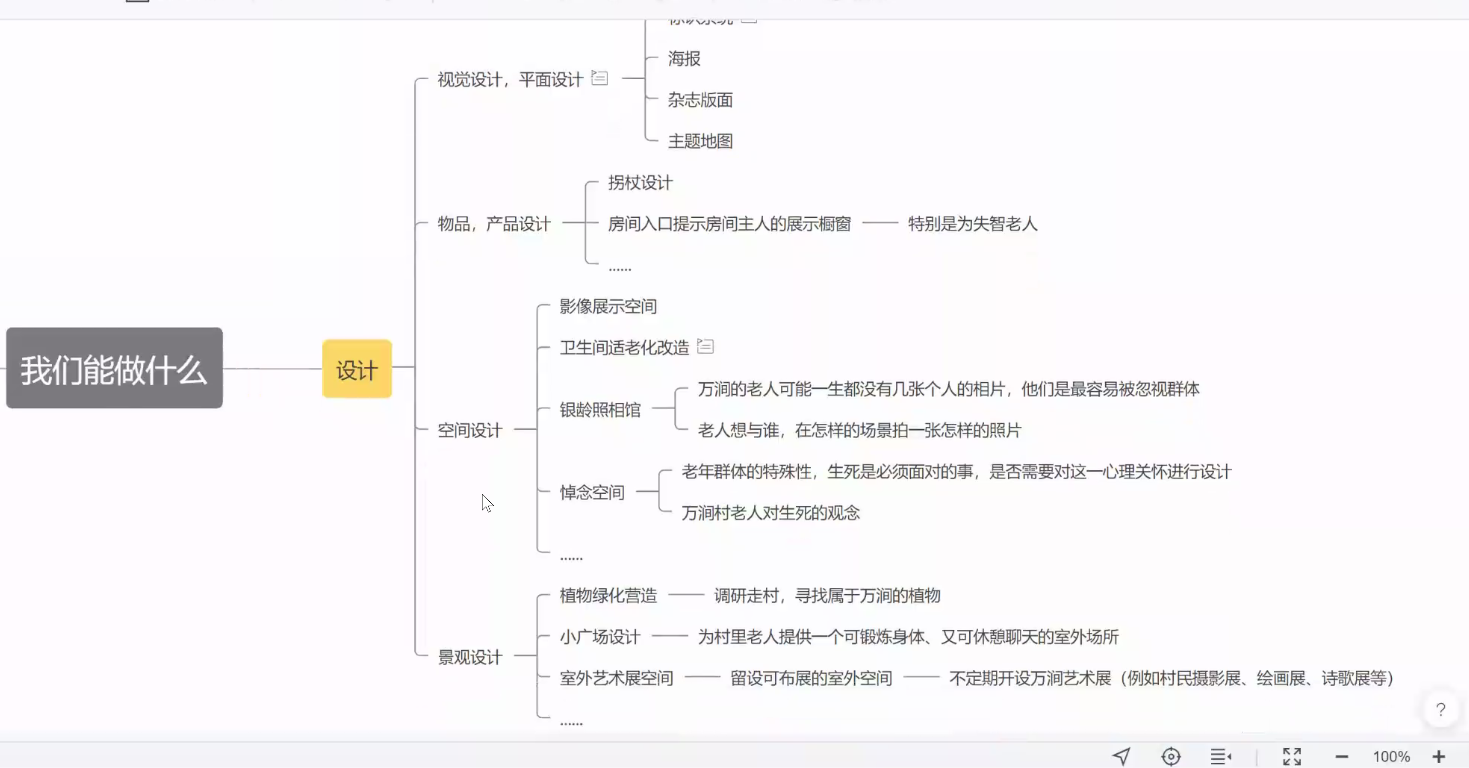 海报
视觉设计，平面设计
杂志版面
主题地图
拐杖设计
物品，产品设计
房间入口提示房间主人的展示橱窗
特别是为失智老人
......
影像展示空间
卫生间适老化改造
我们能做什么
设计
万涧的老人可能一生都没有几张个人的相片，他们是最容易被忽视群体
银龄照相馆
空间设计
老人想与谁，在怎样的场景拍一张怎样的照片
老年群体的特殊性，生死是必须面对的事，是否需要对这一心理关怀进行设计
悼念空间
万涧村老人对生死的观念
......
植物绿化营造
调研走村，寻找属于万涧的植物
小广场设计
为村里老人提供一个可锻炼身体、又可休憩聊天的室外场所
景观设计
室外艺术展空间
留设可布展的室外空间
不定期开设万涧艺术展（例如村民摄影展、绘画展、诗歌展等）
......
?
100%